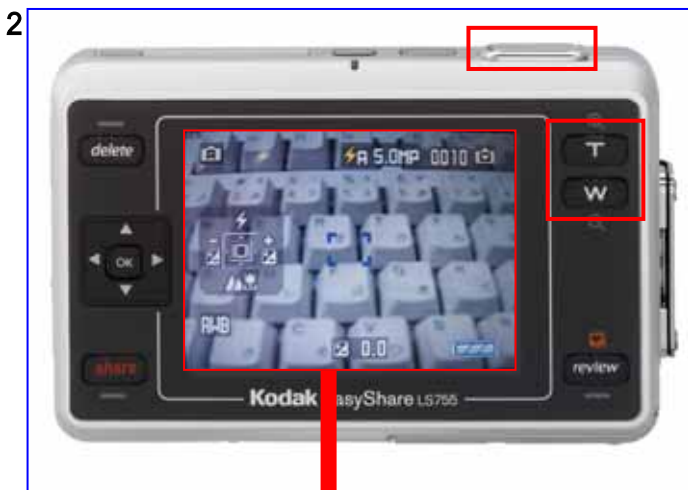 2
delete
T
W
⚡A 5.0MP 0010
OK
AWB
0.0
share
review
Kodak EasyShare LS755